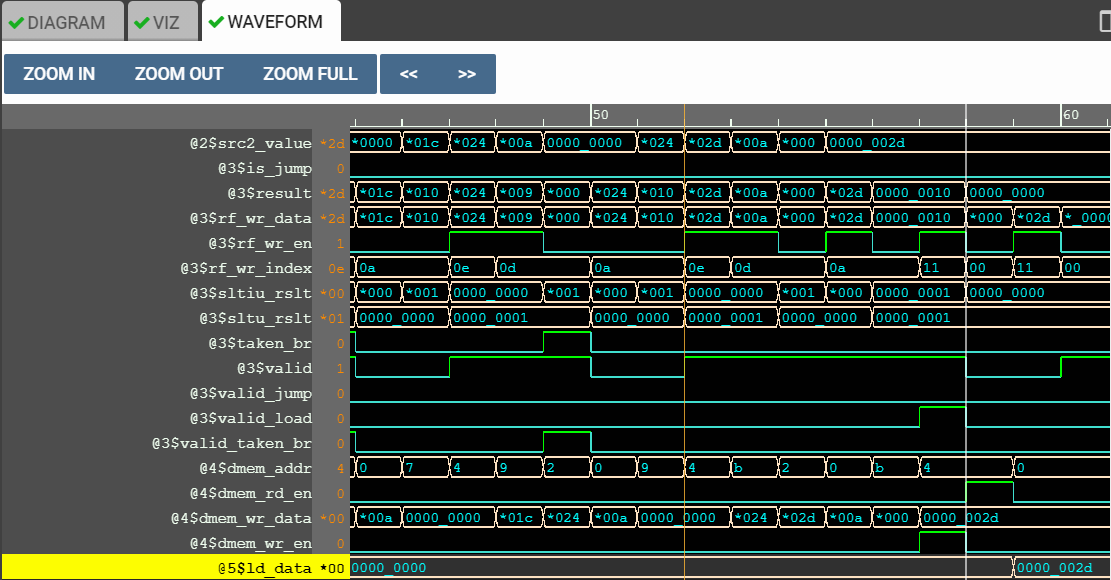 DIAGRAM VIZ WAVEFORM
ZOOM IN ZOOM OUT ZOOM FULL << >>
50 60
@2$src2_value *2d *0000 *01c *024 *00a 0000_0000 *024 *02d *00a *000 0000_002d
@3$is_jump 0
@3$result *2d *01c *010 *024 *009 *000 *024 *010 *02d *00a *000 *02d 0000_0010 0000_0000
@3$rf_wr_data *2d *01c *010 *024 *009 *000 *024 *010 *02d *00a *000 *02d 0000_0010 *000 *02d *_0000
@3$rf_wr_en 1
@3$rf_wr_index 0e 0a 0e 0d 0a 0e 0d 0a 11 00 11 00
@3$sltiu_rslt *00 *000 *001 0000_0000 *001 *000 *001 0000_0000 *001 *000 0000_0001 0000_0000
@3$sltu_rslt *01 0000_0000 0000_0001 0000_0000 0000_0001 0000_0000 0000_0001
@3$taken_br 0
@3$valid 1
@3$valid_jump 0
@3$valid_load 0
@3$valid_taken_br 0
@4$dmem_addr 4 0 7 4 9 2 0 9 4 b 2 0 b 4 0
@4$dmem_rd_en 0
@4$dmem_wr_data *00 *00a 0000_0000 *01c *024 *00a 0000_0000 *024 *02d *00a *000 0000_002d
@4$dmem_wr_en 0
@5$ld_data *00 0000_0000 0000_002d